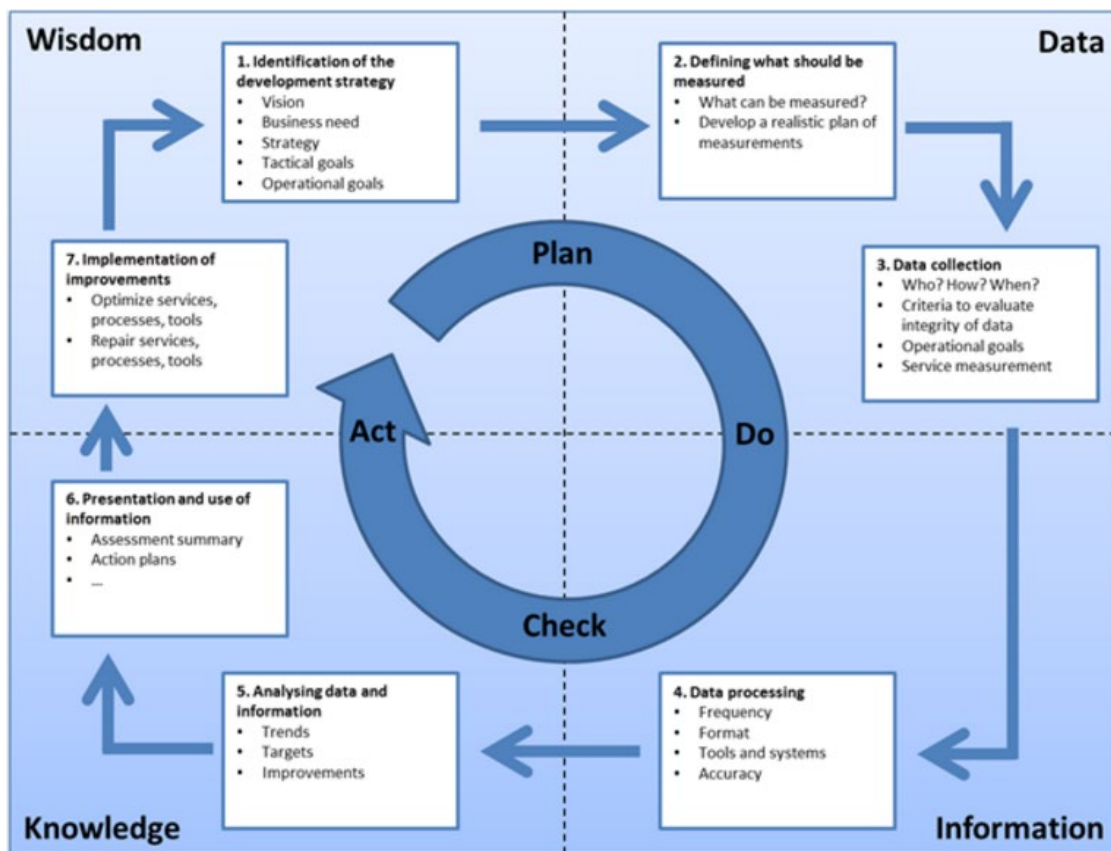 Wisdom
Data
1. Identification of the
development strategy
• Vision
• Business need
• Strategy
• Tactical goals
• Operational goals
2. Defining what should be
measured
• What can be measured?
• Develop a realistic plan of
measurements
3. Data collection
• Who? How? When?
• Criteria to evaluate
integrity of data
• Operational goals
• Service measurement
7. Implementation of
improvements
• Optimize services,
processes, tools
• Repair services,
processes, tools
Plan
Do
Check
Act
6. Presentation and use of
information
• Assessment summary
• Action plans
• ...
5. Analysing data and
information
• Trends
• Targets
• Improvements
4. Data processing
• Frequency
• Format
• Tools and systems
• Accuracy
Knowledge
Information